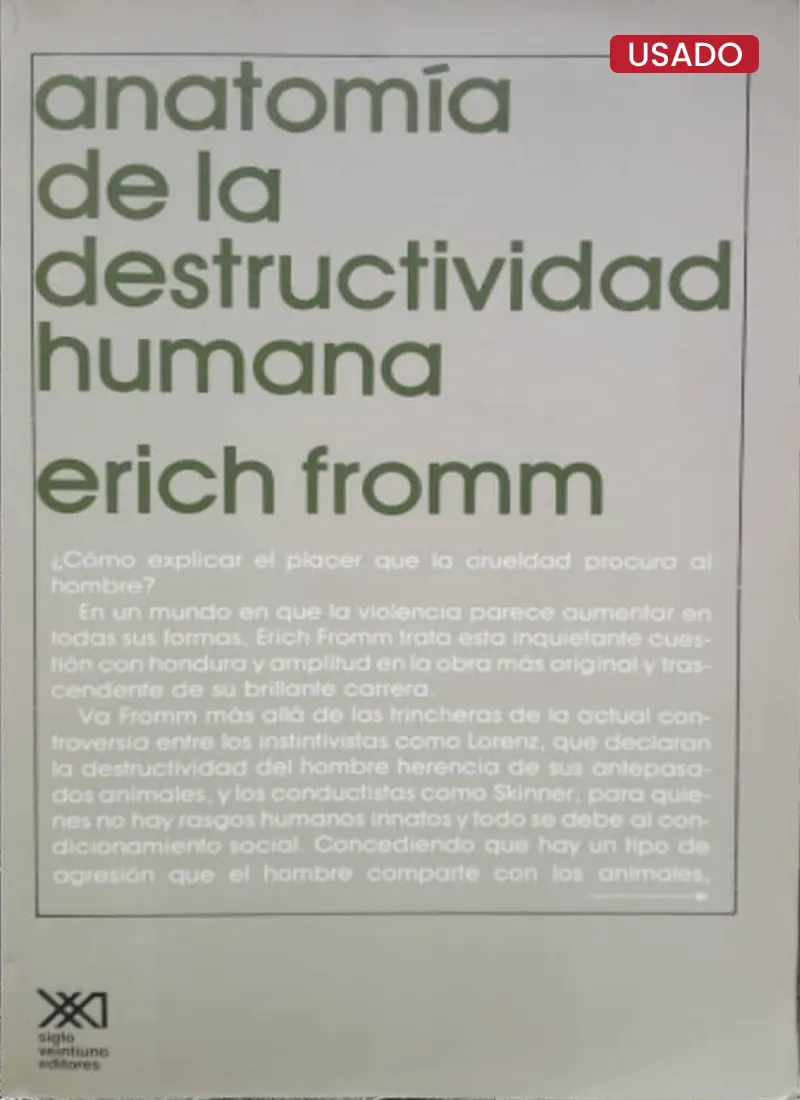 USADO
anatomía
de la
destructividad
humana
erich fromm
¿Cómo explicar el placer que la crueldad procura al
hombre?
En un mundo en que la violencia parece aumentar en
todas sus formas, Erich Fromm trata esta inquietante cues-
tión con hondura y amplitud en la obra más original y tras-
cendente de su brillante carrera.
Va Fromm más allá de las trincheras de la actual con-
troversia entre los instintivistas como Lorenz, que declaran
la destructividad del hombre herencia de sus antepasa-
dos animales, y los conductistas como Skinner, para quie-
nes no hay rasgos humanos innatos y todo se debe al con-
dicionamiento social. Concediendo que hay un tipo de
agresión que el hombre comparte con los animales,
siglo
veintiuno
editores